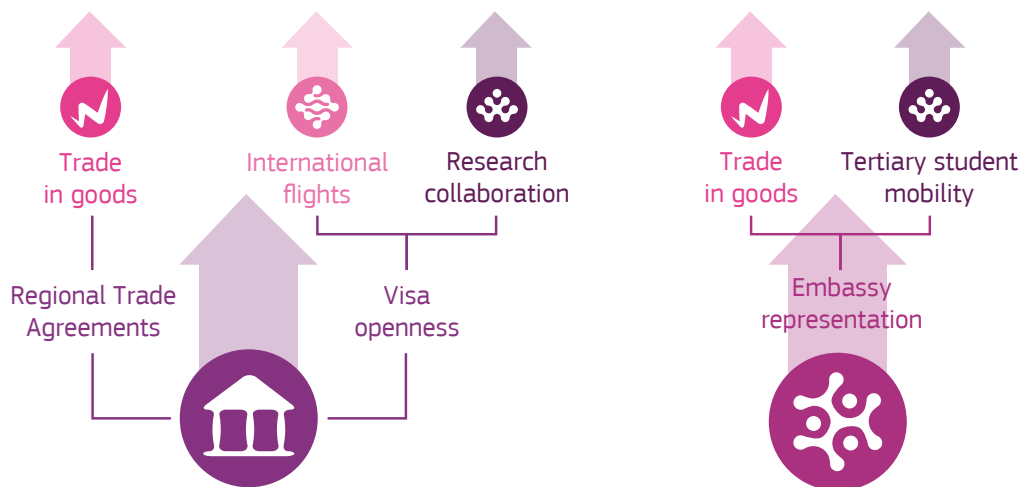 Trade
in goods
International
flights
Research
collaboration
Regional Trade
Agreements
Visa
openness
Trade
in goods
Tertiary student
mobility
Embassy
representation